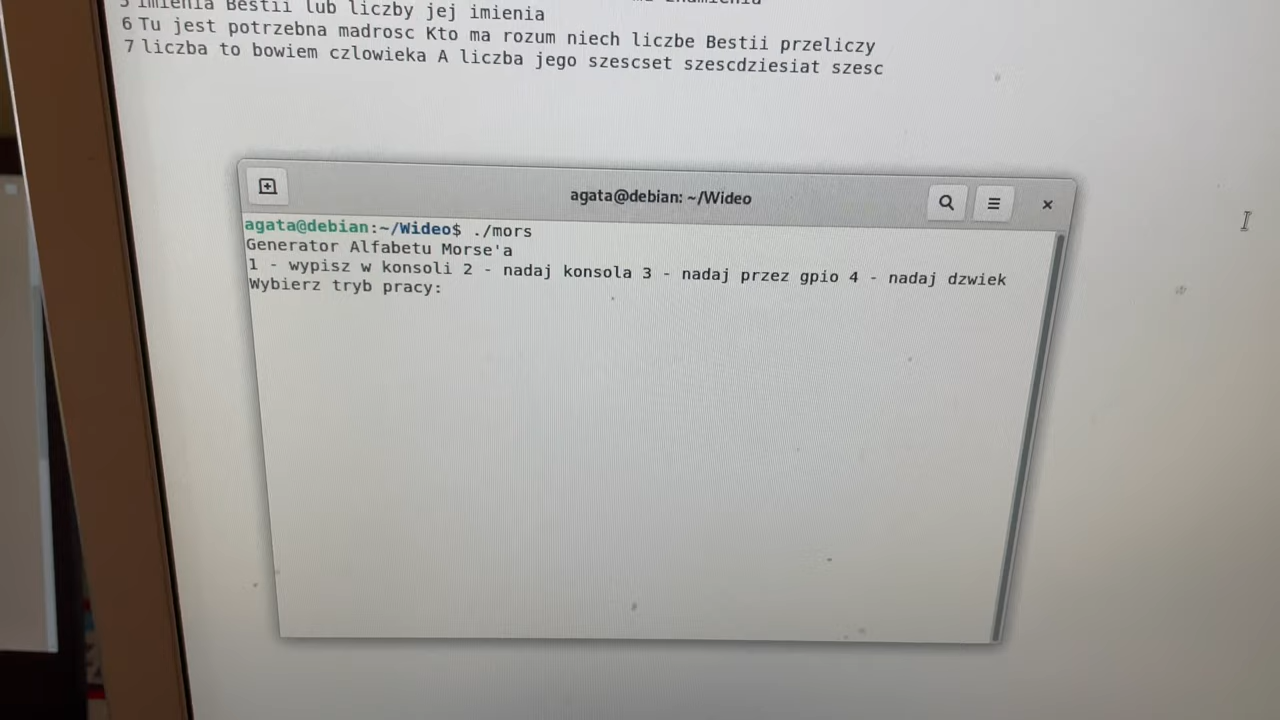 imienia Bestii lub liczby jej imienia
6 Tu jest potrzebna madrosc Kto ma rozum niech liczbe Bestii przeliczy
7 liczba to bowiem czlowieka A liczba jego szescset szescdziesiat szesc
agata@debian: ~/Wideo
agata@debian:~/Wideo$ ./mors
Generator Alfabetu Morse'a
1 - wypisz w konsoli 2 - nadaj konsola 3 - nadaj przez gpio 4 - nadaj dzwiek
Wybierz tryb pracy: